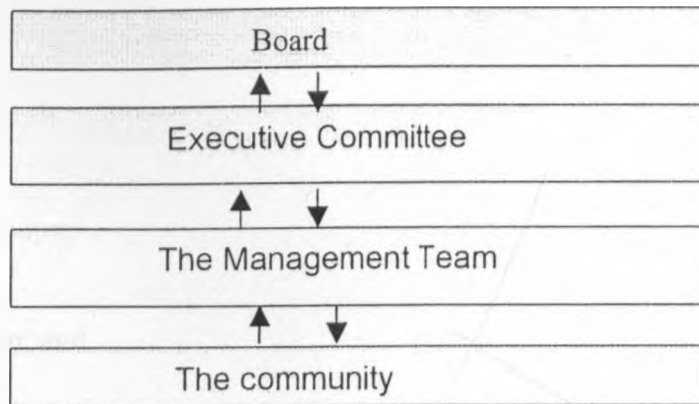 Board
Executive Committee
The Management Team
The community